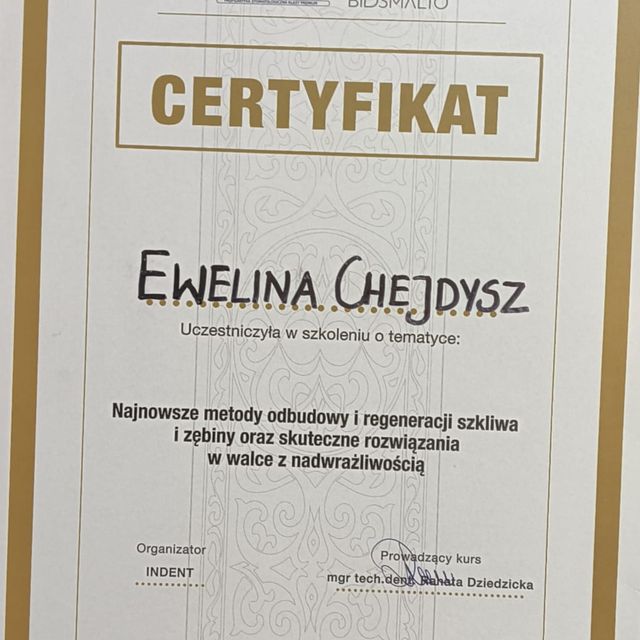 BIOSMALTO
CERTYFIKAT
EWELINA CHEJDYSZ
Uczestniczyła w szkoleniu o tematyce:
Najnowsze metody odbudowy i regeneracji szkliwa
i zębiny oraz skuteczne rozwiązania
w walce z nadwrażliwością
Organizator
INDENT
Prowadzący kurs
mgr tech.dent. Renata Dziedzicka